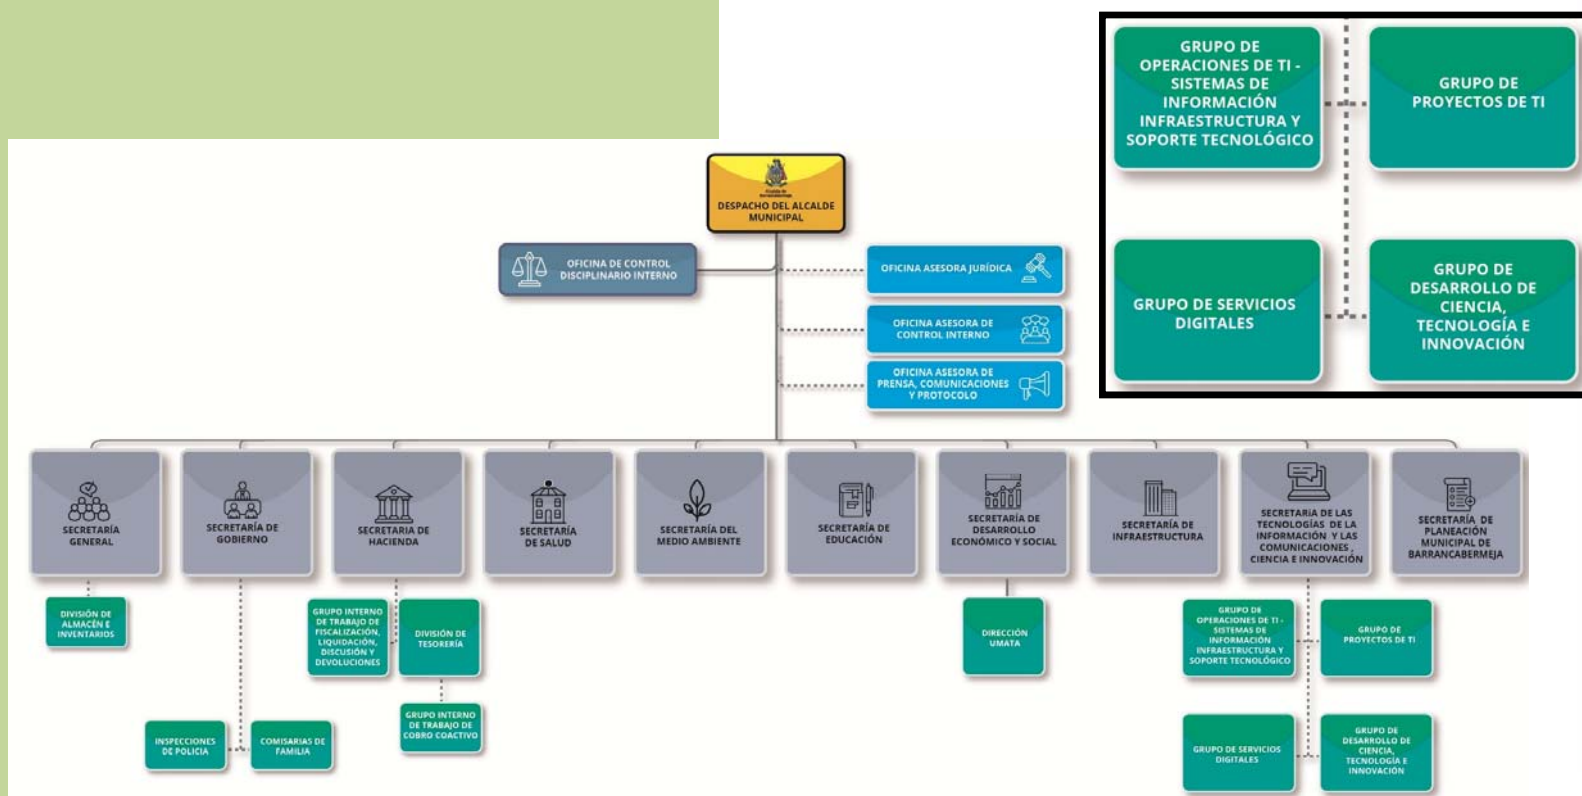 GRUPO DE
OPERACIONES DE TI -
SISTEMAS DE
INFORMACIÓN
INFRAESTRUCTURA Y
SOPORTE TECNOLÓGICO
GRUPO DE
PROYECTOS DE TI
GRUPO DE SERVICIOS
DIGITALES
GRUPO DE
DESARROLLO DE
CIENCIA,
TECNOLOGÍA E
INNOVACIÓN
Alcaldía de
Barrancabermeja
DESPACHO DEL ALCALDE
MUNICIPAL
OFICINA DE CONTROL
DISCIPLINARIO INTERNO
OFICINA ASESORA JURÍDICA
OFICINA ASESORA DE
CONTROL INTERNO
OFICINA ASESORA DE
PRENSA, COMUNICACIONES
Y PROTOCOLO
SECRETARÍA
GENERAL
SECRETARÍA DE
GOBIERNO
SECRETARIA DE
HACIENDA
SECRETARÍA
DE SALUD
SECRETARÍA DEL
MEDIO AMBIENTE
SECRETARÍA DE
EDUCACIÓN
SECRETARÍA DE
DESARROLLO
ECONÓMICO Y SOCIAL
SECRETARÍA DE
INFRAESTRUCTURA
SECRETARIA DE LAS
TECNOLOGÍAS DE LA
INFORMACIÓN Y LAS
COMUNICACIONES,
CIENCIA E INNOVACIÓN
SECRETARÍA DE
PLANEACIÓN
MUNICIPAL DE
BARRANCABERMEJA
DIVISIÓN DE
ALMACÉN E
INVENTARIOS
GRUPO INTERNO
DE TRABAJO DE
FISCALIZACIÓN,
LIQUIDACIÓN,
DISCUSIÓN Y
DEVOLUCIONES
DIVISIÓN DE
TESORERÍA
DIRECCIÓN
UMATA
GRUPO DE
OPERACIONES DE TI -
SISTEMAS DE
INFORMACIÓN
INFRAESTRUCTURA Y
SOPORTE TECNOLÓGICO
GRUPO DE
PROYECTOS DE TI
INSPECCIONES
DE POLICIA
COMISARIAS DE
FAMILIA
GRUPO INTERNO
DE TRABAJO DE
COBRO COACTIVO
GRUPO DE SERVICIOS
DIGITALES
GRUPO DE
DESARROLLO DE
CIENCIA,
TECNOLOGÍA E
INNOVACIÓN